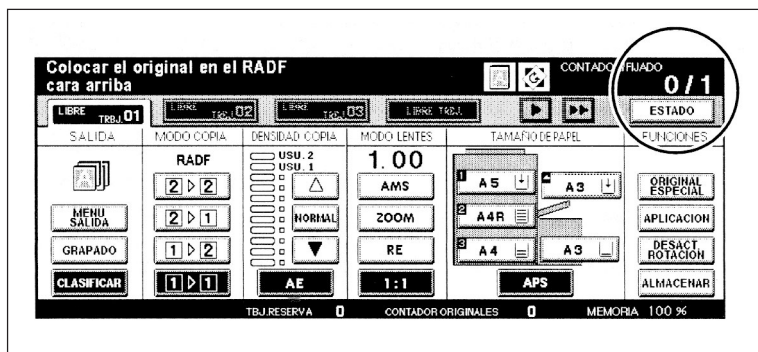 Colocar el original en el RADF
cara arriba
CONTADOR FIJADO
0/1
LIBRE TRBJ.01
LIBRE TRBJ.02
LIBRE TRBJ.03
LIBRE TRBJ.
ESTADO
SALIDA
MODO COPIA
DENSIDAD COPIA
MODO LENTES
TAMAÑO DE PAPEL
FUNCIONES
RADF
USU.2
USU.1
1.00
2 ▷ 2
AMS
1 A5
4 A3
ORIGINAL
ESPECIAL
MENU
SALIDA
2 ▷ 1
NORMAL
ZOOM
2 A4R
APLICACION
GRAPADO
1 ▷ 2
RE
3 A4
A3
DESACT
ROTACION
CLASIFICAR
1 ▷ 1
AE
1:1
APS
ALMACENAR
TBJ.RESERVA 0
CONTADOR ORIGINALES 0
MEMORIA 100 %